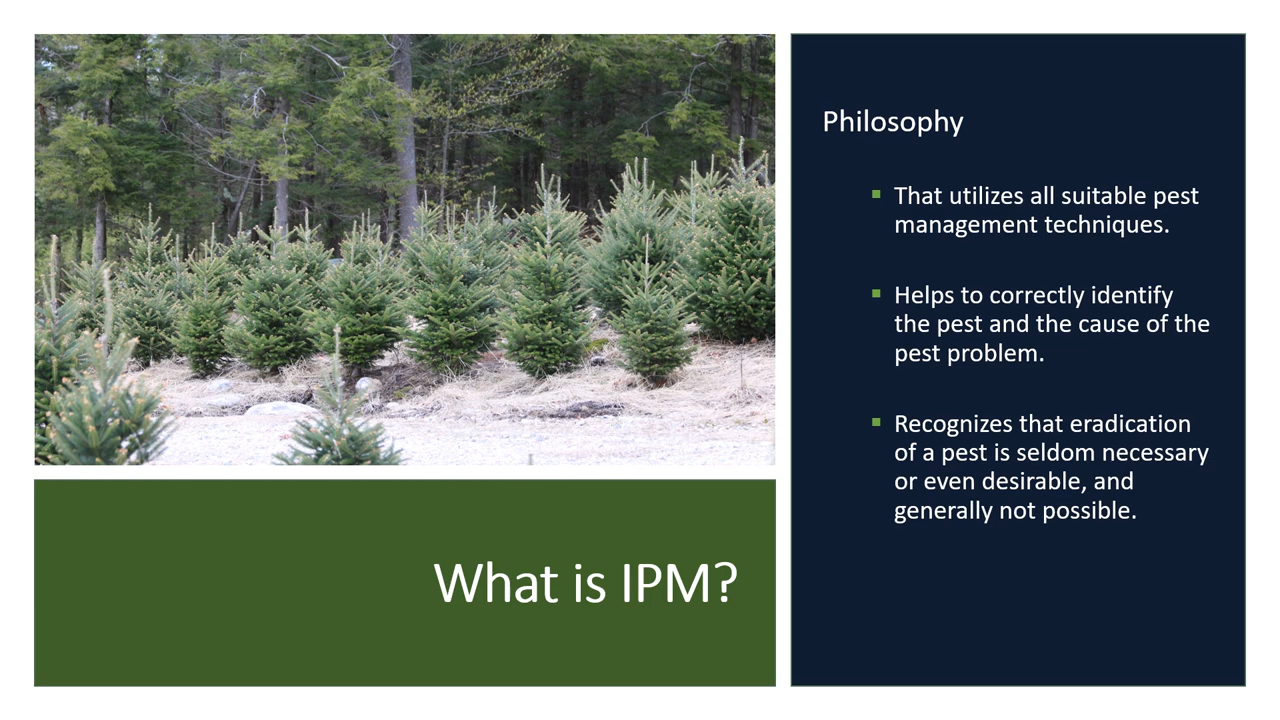 Philosophy
That utilizes all suitable pest
management techniques.
Helps to correctly identify
the pest and the cause of the
pest problem.
Recognizes that eradication
of a pest is seldom necessary
or even desirable, and
generally not possible.
What is IPM?